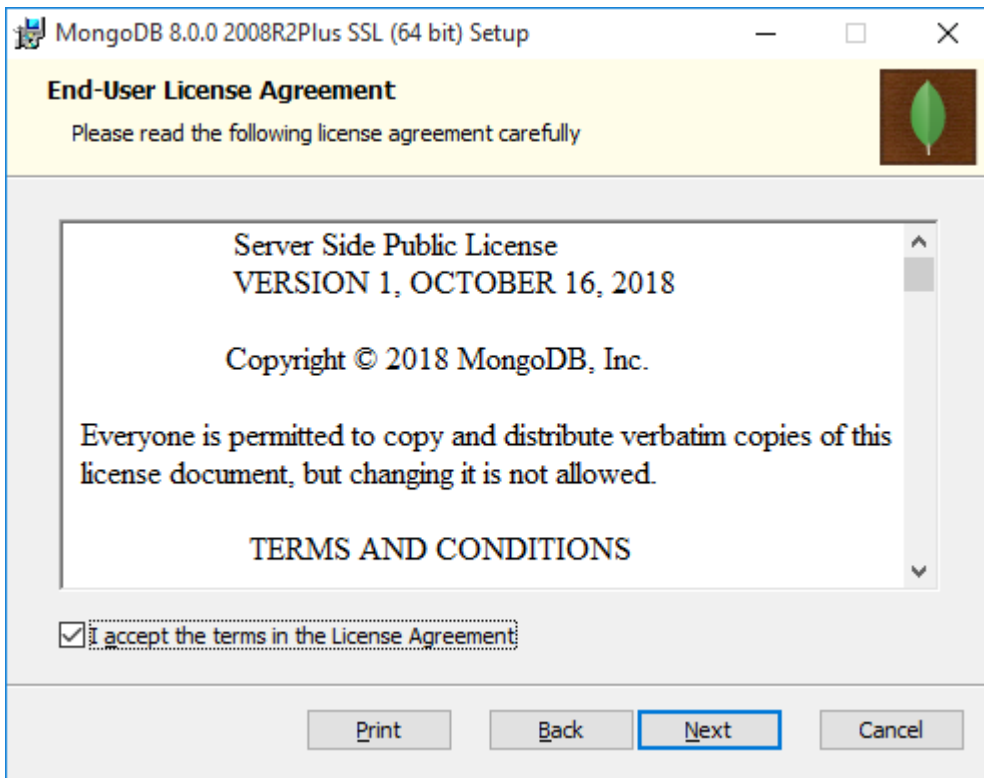 MongoDB 8.0.0 2008R2Plus SSL (64 bit) Setup
End-User License Agreement
Please read the following license agreement carefully
Server Side Public License
VERSION 1, OCTOBER 16, 2018
Copyright © 2018 MongoDB, Inc.
Everyone is permitted to copy and distribute verbatim copies of this
license document, but changing it is not allowed.
TERMS AND CONDITIONS
I accept the terms in the License Agreement
Print Back Next Cancel